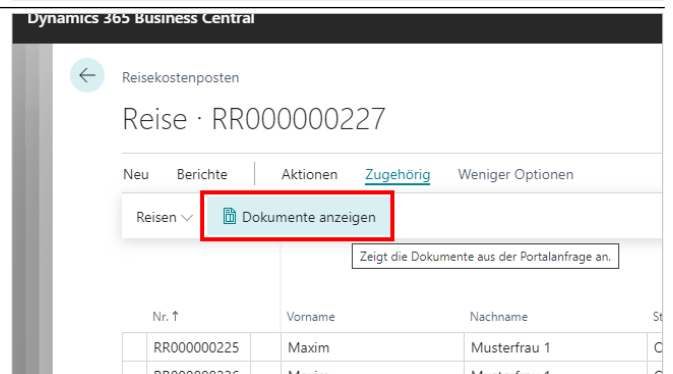 Dynamics 365 Business Central
Reisekostenposten
Reise · RR000000227
Neu Berichte Aktionen Zugehörig Weniger Optionen
Reisen Dokumente anzeigen
Zeigt die Dokumente aus der Portalanfrage an.
Nr. ↑ Vorname Nachname
RR000000225 Maxim Musterfrau 1